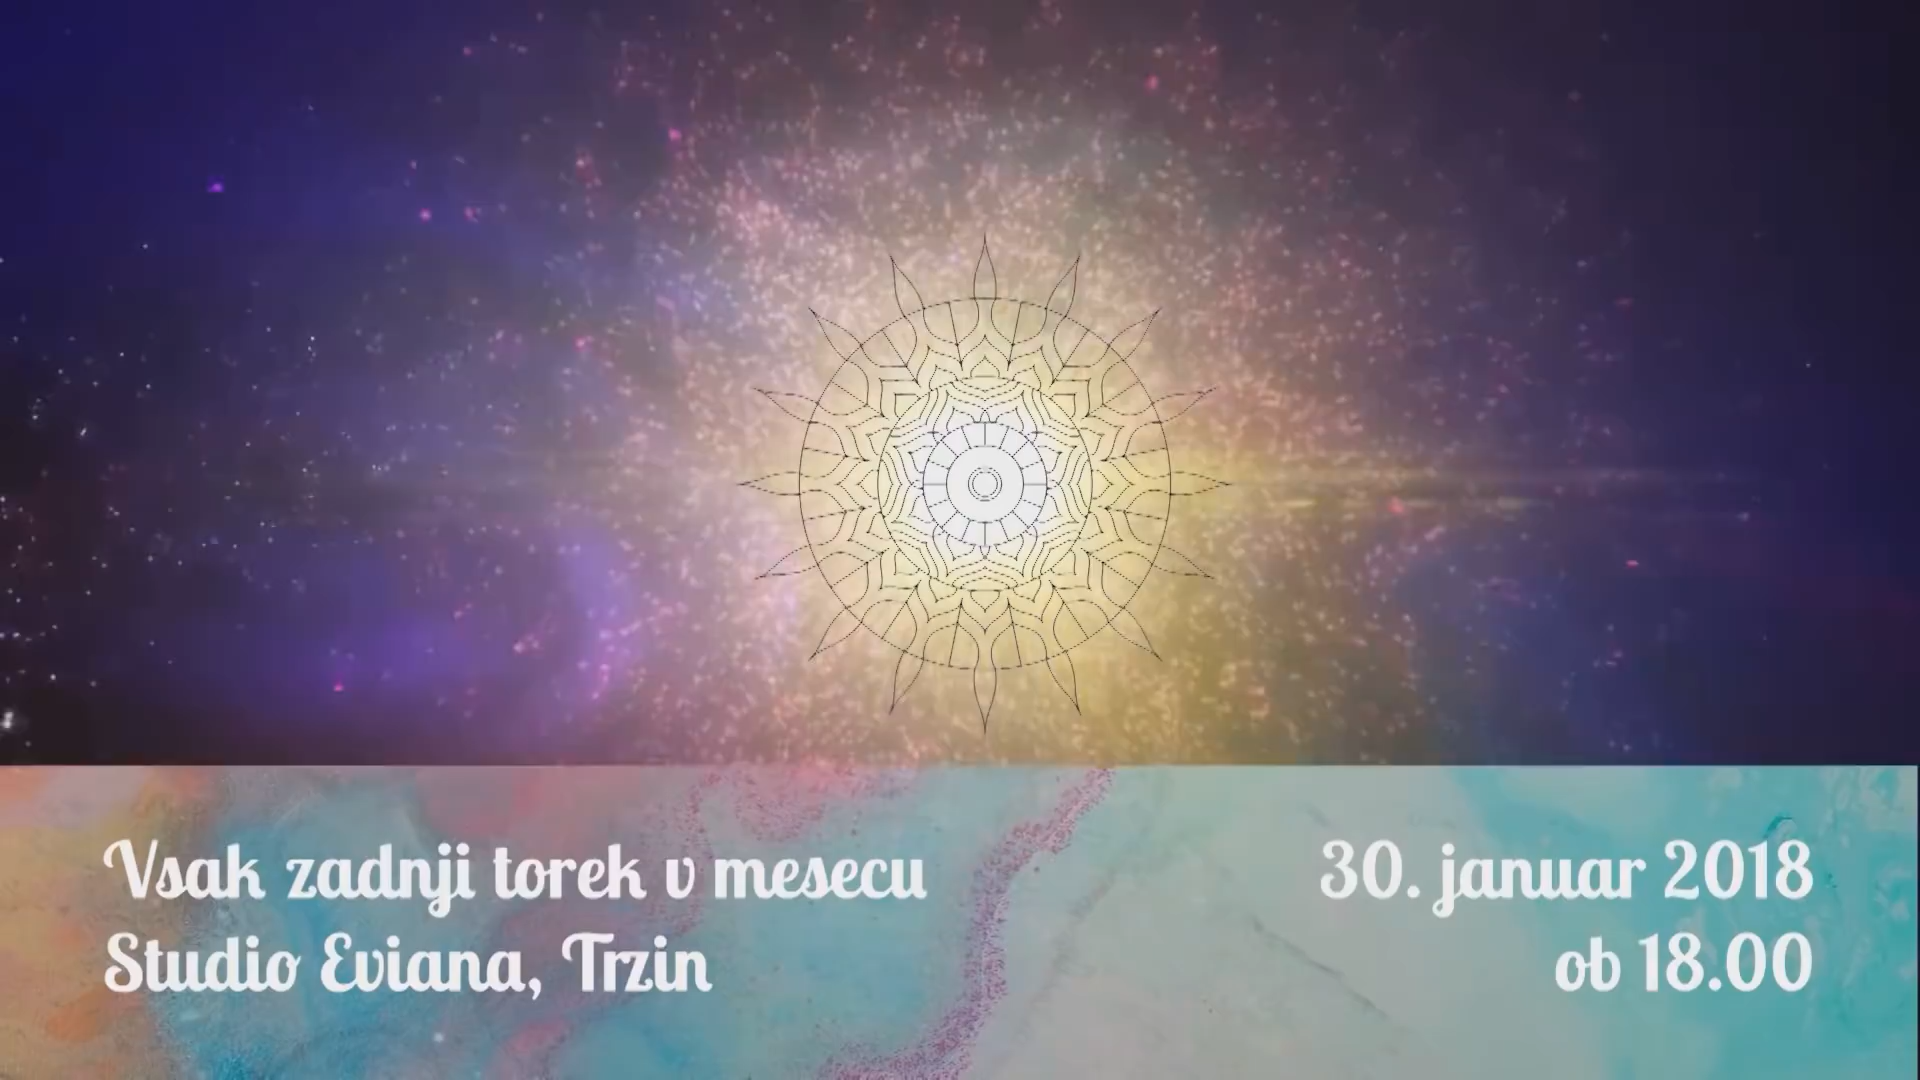 Vsak zadnji torek v mesecu
Studio Eviana, Trzin
30. januar 2018
ob 18.00